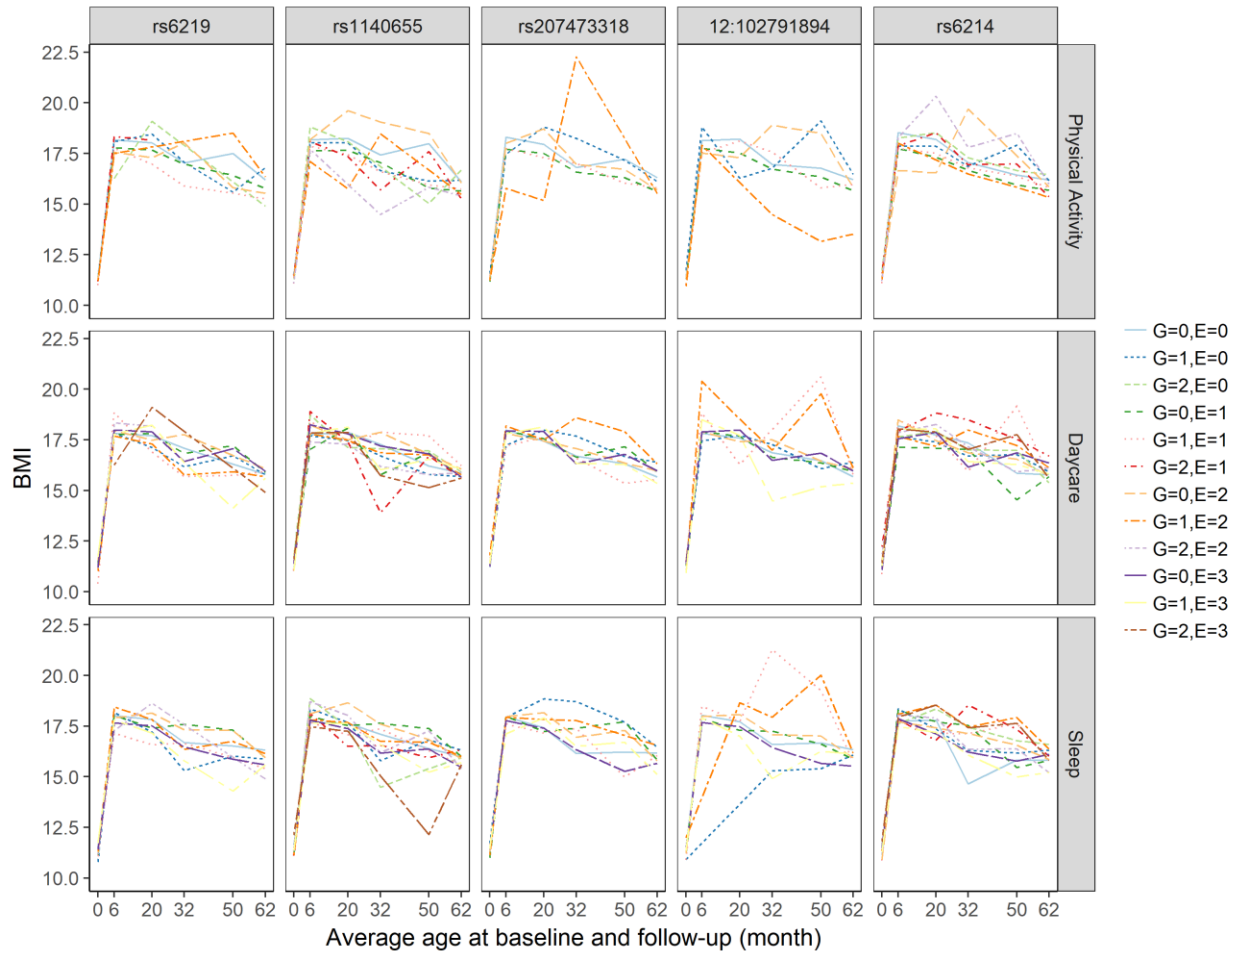 rs6219 rs1140655 rs207473318 12:102791894 rs6214
22.5
20.0
17.5
15.0
12.5
10.0
Physical Activity
22.5
20.0
17.5
15.0
12.5
10.0
Daycare
22.5
20.0
17.5
15.0
12.5
10.0
Sleep
BMI
0 6 20 32 50 62 0 6 20 32 50 62 0 6 20 32 50 62 0 6 20 32 50 62 0 6 20 32 50 62
Average age at baseline and follow-up (month)
G=0,E=0
G=1,E=0
G=2,E=0
G=0,E=1
G=1,E=1
G=2,E=1
G=0,E=2
G=1,E=2
G=2,E=2
G=0,E=3
G=1,E=3
G=2,E=3